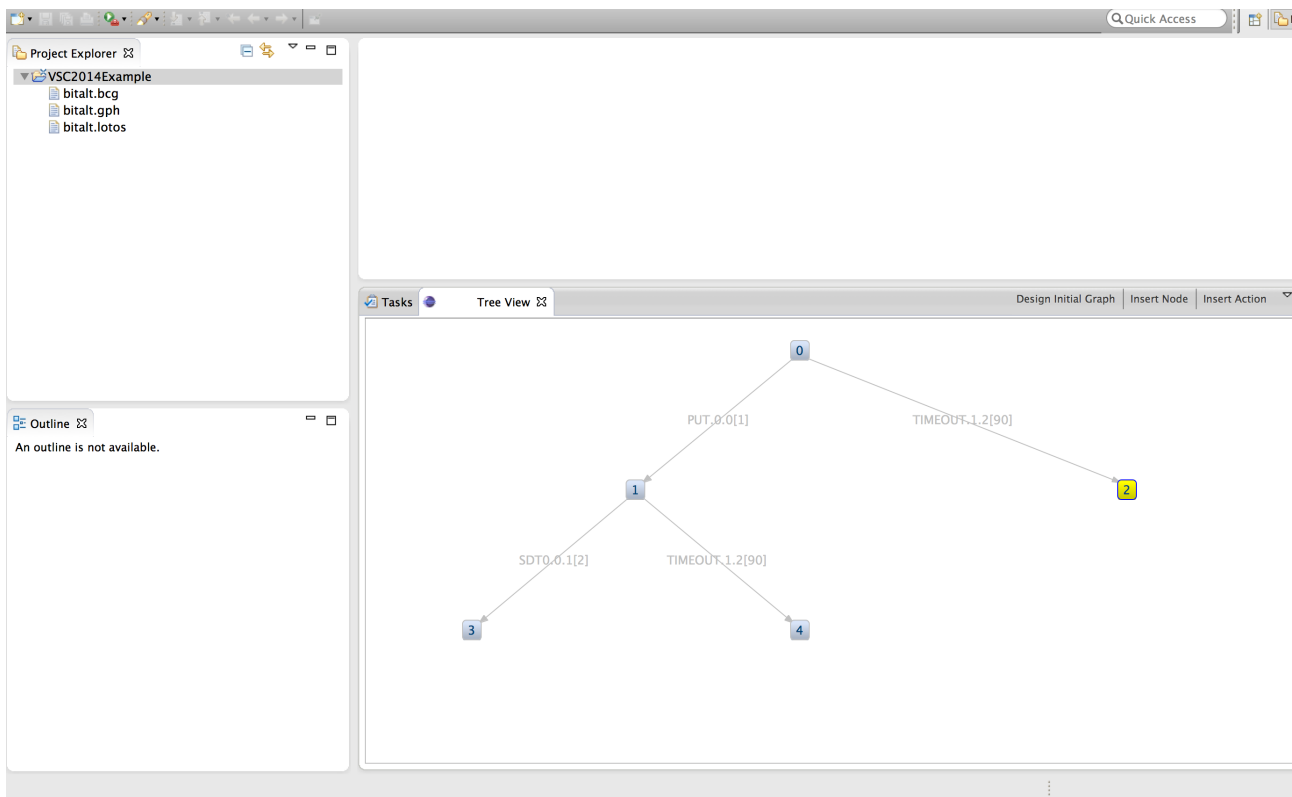 Quick Access
Project Explorer
VSC2014Example
bitalt.bcg
bitalt.gph
bitalt.lotos
Tasks
Tree View
Design Initial Graph
Insert Node
Insert Action
0
PUT.0.0[1]
TIMEOUT.1.2[90]
1
2
SDT0.0.1[2]
TIMEOUT.1.2[90]
3
4
Outline
An outline is not available.